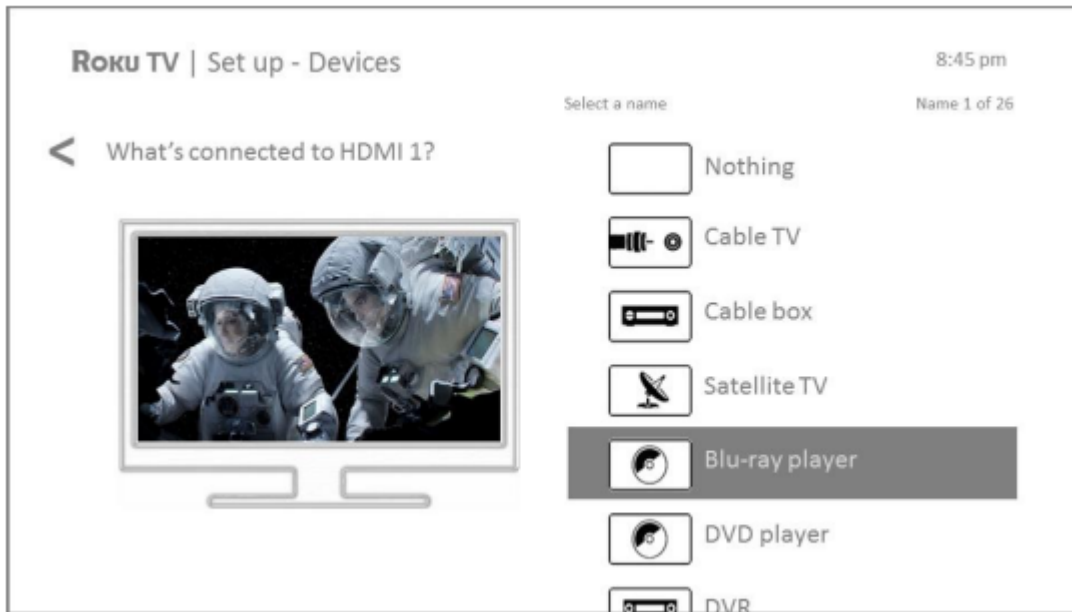 ROKU TV | Set up - Devices
8:45 pm
Select a name
Name 1 of 26
< What's connected to HDMI 1?
Nothing
Cable TV
Cable box
Satellite TV
Blu-ray player
DVD player
DVR